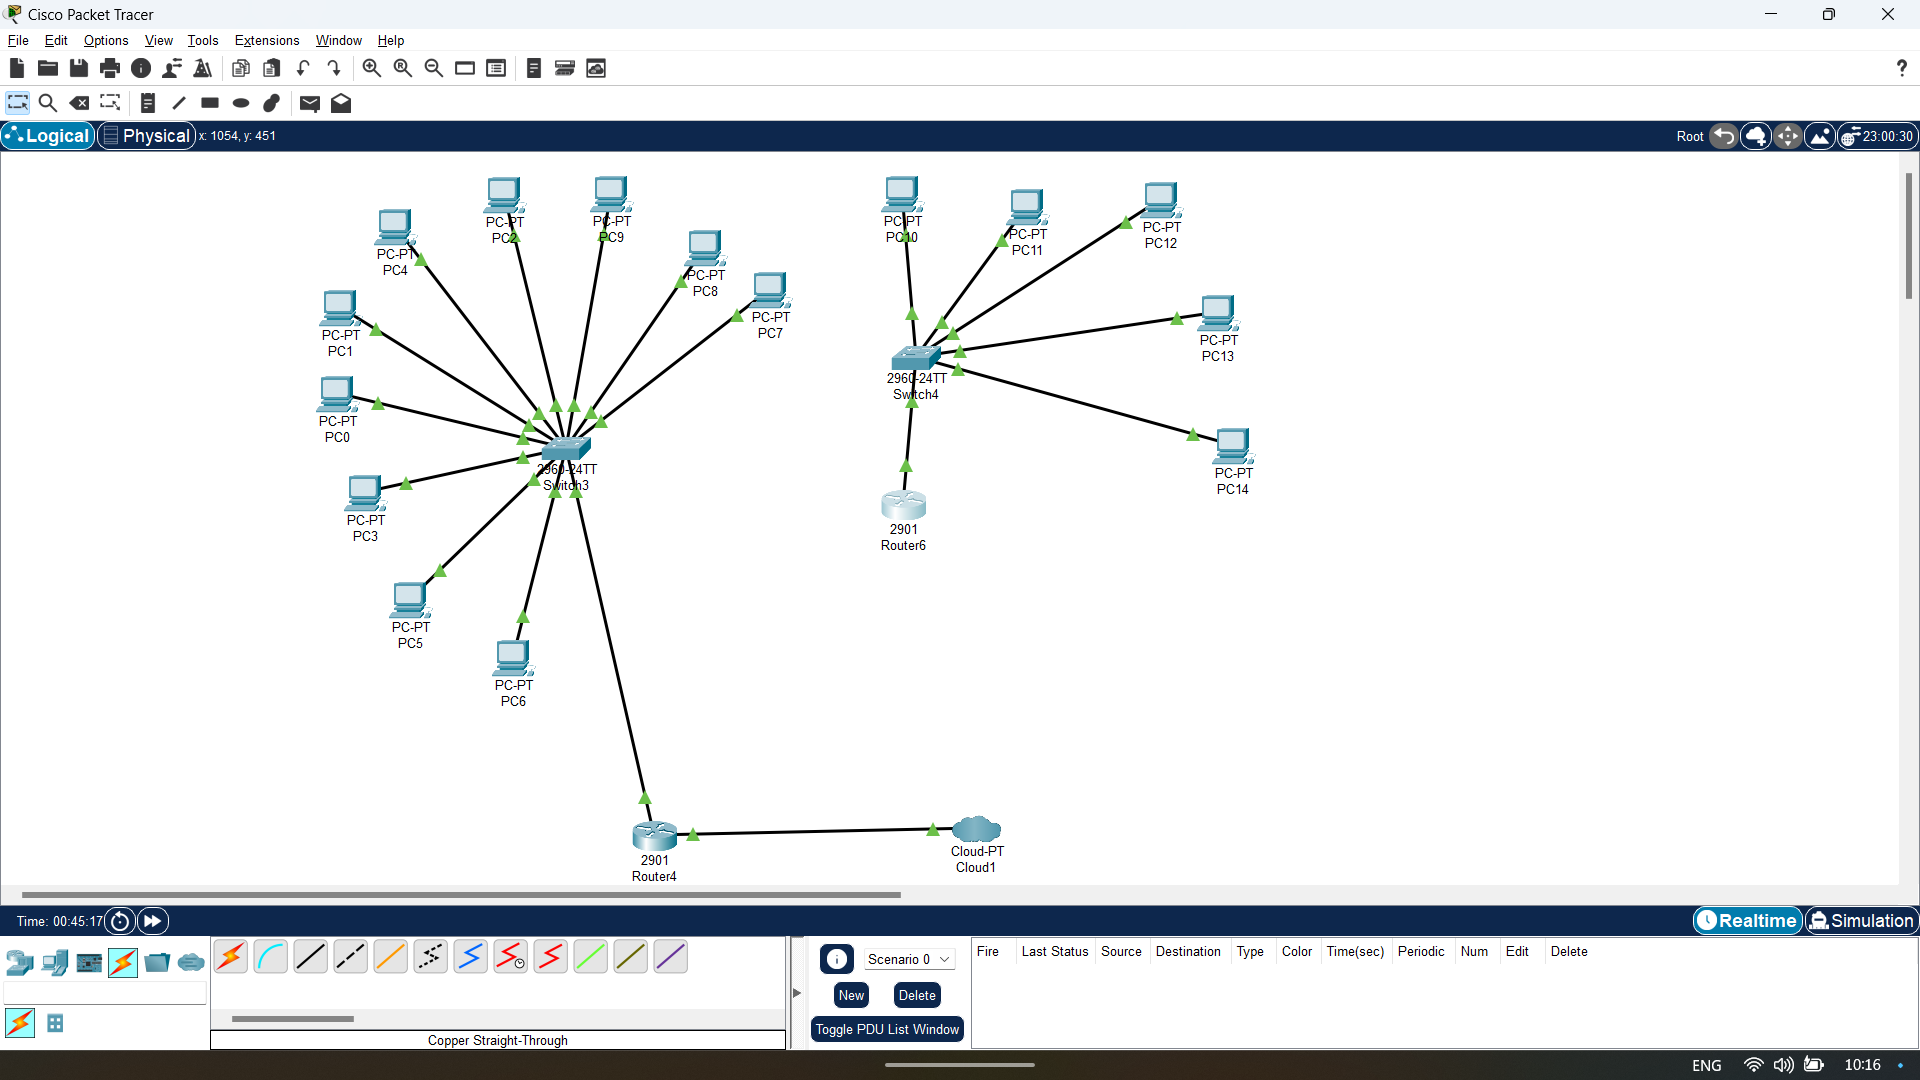 Cisco Packet Tracer
File Edit Options View Tools Extensions Window Help
?
Logical Physical x: 1054, y: 451 Root 23:00:30
PC-PT
PC4
PC-PT
PC2
PC-PT
PC9
PC-PT
PC8
PC-PT
PC7
PC-PT
PC1
PC-PT
PC0
PC-PT
PC3
PC-PT
PC5
PC-PT
PC6
2960-24TT
Switch3
PC-PT
PC10
PC-PT
PC11
PC-PT
PC12
PC-PT
PC13
PC-PT
PC14
2960-24TT
Switch4
2901
Router6
2901
Router4
Cloud-PT
Cloud1
Time: 00:45:17 Realtime Simulation
Scenario 0
New Delete
Toggle PDU List Window
Fire Last Status Source Destination Type Color Time(sec) Periodic Num Edit Delete
Copper Straight-Through
ENG 10:16